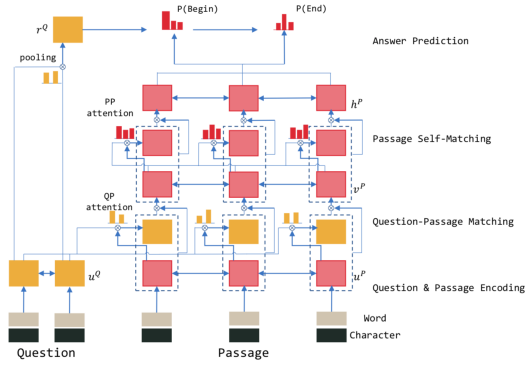 r^Q
P(Begin)
P(End)
Answer Prediction
pooling
PP
attention
h^P
Passage Self-Matching
v^P
QP
attention
Question-Passage Matching
u^Q
u^P
Question & Passage Encoding
Word
Character
Question
Passage